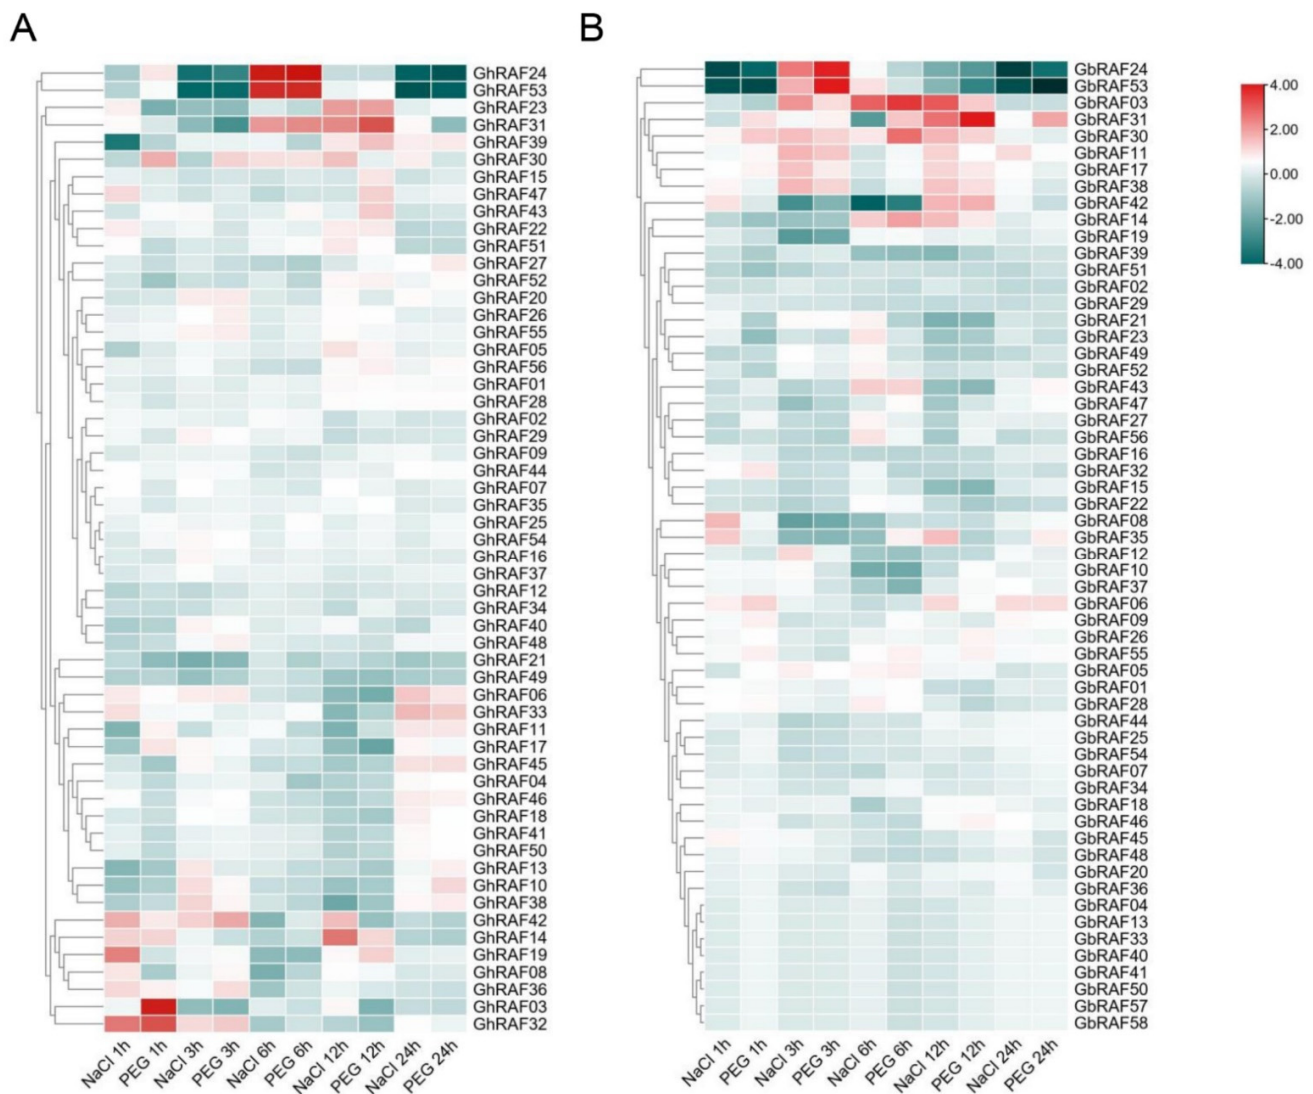 A
GhRAF24
GhRAF53
GhRAF23
GhRAF31
GhRAF39
GhRAF30
GhRAF15
GhRAF47
GhRAF43
GhRAF22
GhRAF51
GhRAF27
GhRAF52
GhRAF20
GhRAF26
GhRAF55
GhRAF05
GhRAF56
GhRAF01
GhRAF28
GhRAF02
GhRAF29
GhRAF09
GhRAF44
GhRAF07
GhRAF35
GhRAF25
GhRAF54
GhRAF16
GhRAF37
GhRAF12
GhRAF34
GhRAF40
GhRAF48
GhRAF21
GhRAF49
GhRAF06
GhRAF33
GhRAF11
GhRAF17
GhRAF45
GhRAF04
GhRAF46
GhRAF18
GhRAF41
GhRAF50
GhRAF13
GhRAF10
GhRAF38
GhRAF42
GhRAF14
GhRAF19
GhRAF08
GhRAF36
GhRAF03
GhRAF32
NaCl 1h
PEG 1h
NaCl 3h
PEG 3h
NaCl 6h
PEG 6h
NaCl 12h
PEG 12h
NaCl 24h
PEG 24h
B
GbRAF24
GbRAF53
GbRAF03
GbRAF31
GbRAF30
GbRAF11
GbRAF17
GbRAF38
GbRAF42
GbRAF14
GbRAF19
GbRAF39
GbRAF51
GbRAF02
GbRAF29
GbRAF21
GbRAF23
GbRAF49
GbRAF52
GbRAF43
GbRAF47
GbRAF27
GbRAF56
GbRAF16
GbRAF32
GbRAF15
GbRAF22
GbRAF08
GbRAF35
GbRAF12
GbRAF10
GbRAF37
GbRAF06
GbRAF09
GbRAF26
GbRAF55
GbRAF05
GbRAF01
GbRAF28
GbRAF44
GbRAF25
GbRAF54
GbRAF07
GbRAF34
GbRAF18
GbRAF46
GbRAF45
GbRAF48
GbRAF20
GbRAF36
GbRAF04
GbRAF13
GbRAF33
GbRAF40
GbRAF41
GbRAF50
GbRAF57
GbRAF58
NaCl 1h
PEG 1h
NaCl 3h
PEG 3h
NaCl 6h
PEG 6h
NaCl 12h
PEG 12h
NaCl 24h
PEG 24h
4.00
2.00
0.00
-2.00
-4.00